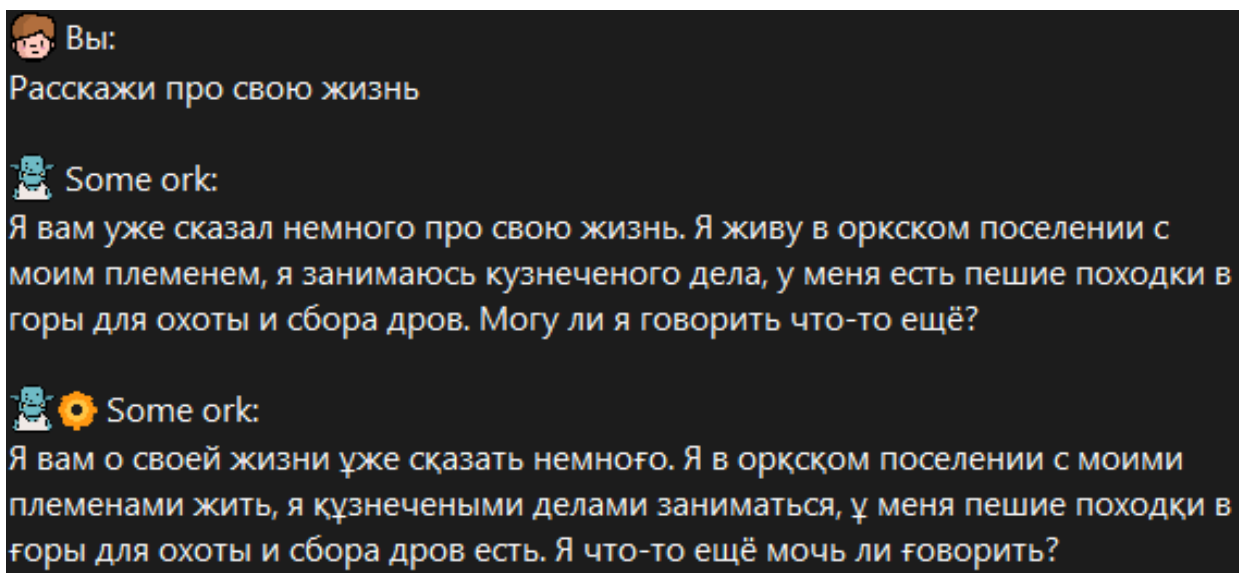 Вы:
Расскажи про свою жизнь
Some ork:
Я вам уже сказал немного про свою жизнь. Я живу в оркском поселении с
моим племенем, я занимаюсь кузнеченого дела, у меня есть пешие походки в
горы для охоты и сбора дров. Могу ли я говорить что-то ещё?
Some ork:
Я вам о своей жизни ұже сқазать немноғо. Я в орқсқом поселении с моими
племенами жить, я құзнечеными делами заниматься, ұ меня пешие походқи в
ғоры для охоты и сбора дров есть. Я что-то ещё мочь ли ғоворить?